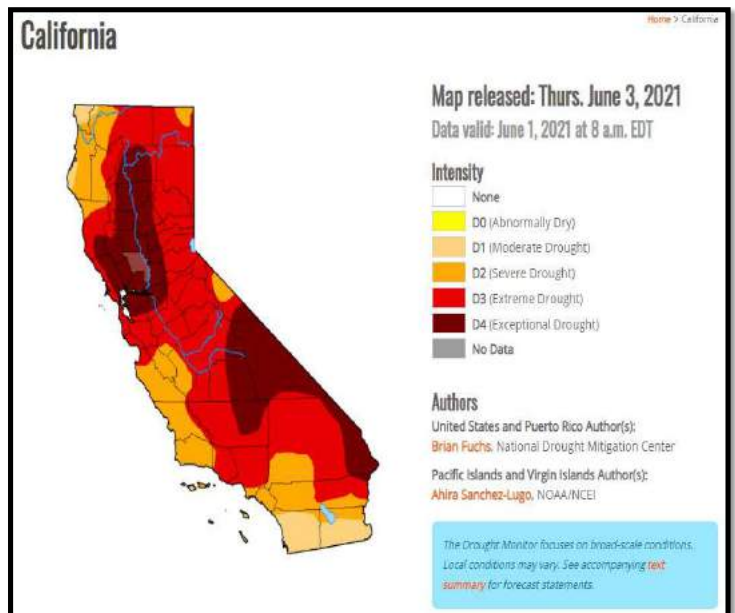 Home > California
California
Map released: Thurs. June 3, 2021
Data valid: June 1, 2021 at 8 a.m. EDT
Intensity
None
D0 (Abnormally Dry)
D1 (Moderate Drought)
D2 (Severe Drought)
D3 (Extreme Drought)
D4 (Exceptional Drought)
No Data
Authors
United States and Puerto Rico Author(s):
Brian Fuchs, National Drought Mitigation Center
Pacific Islands and Virgin Islands Author(s):
Ahira Sanchez-Lugo, NOAA/NCEI
The Drought Monitor focuses on broad-scale conditions.
Local conditions may vary. See accompanying text
summary for forecast statements.